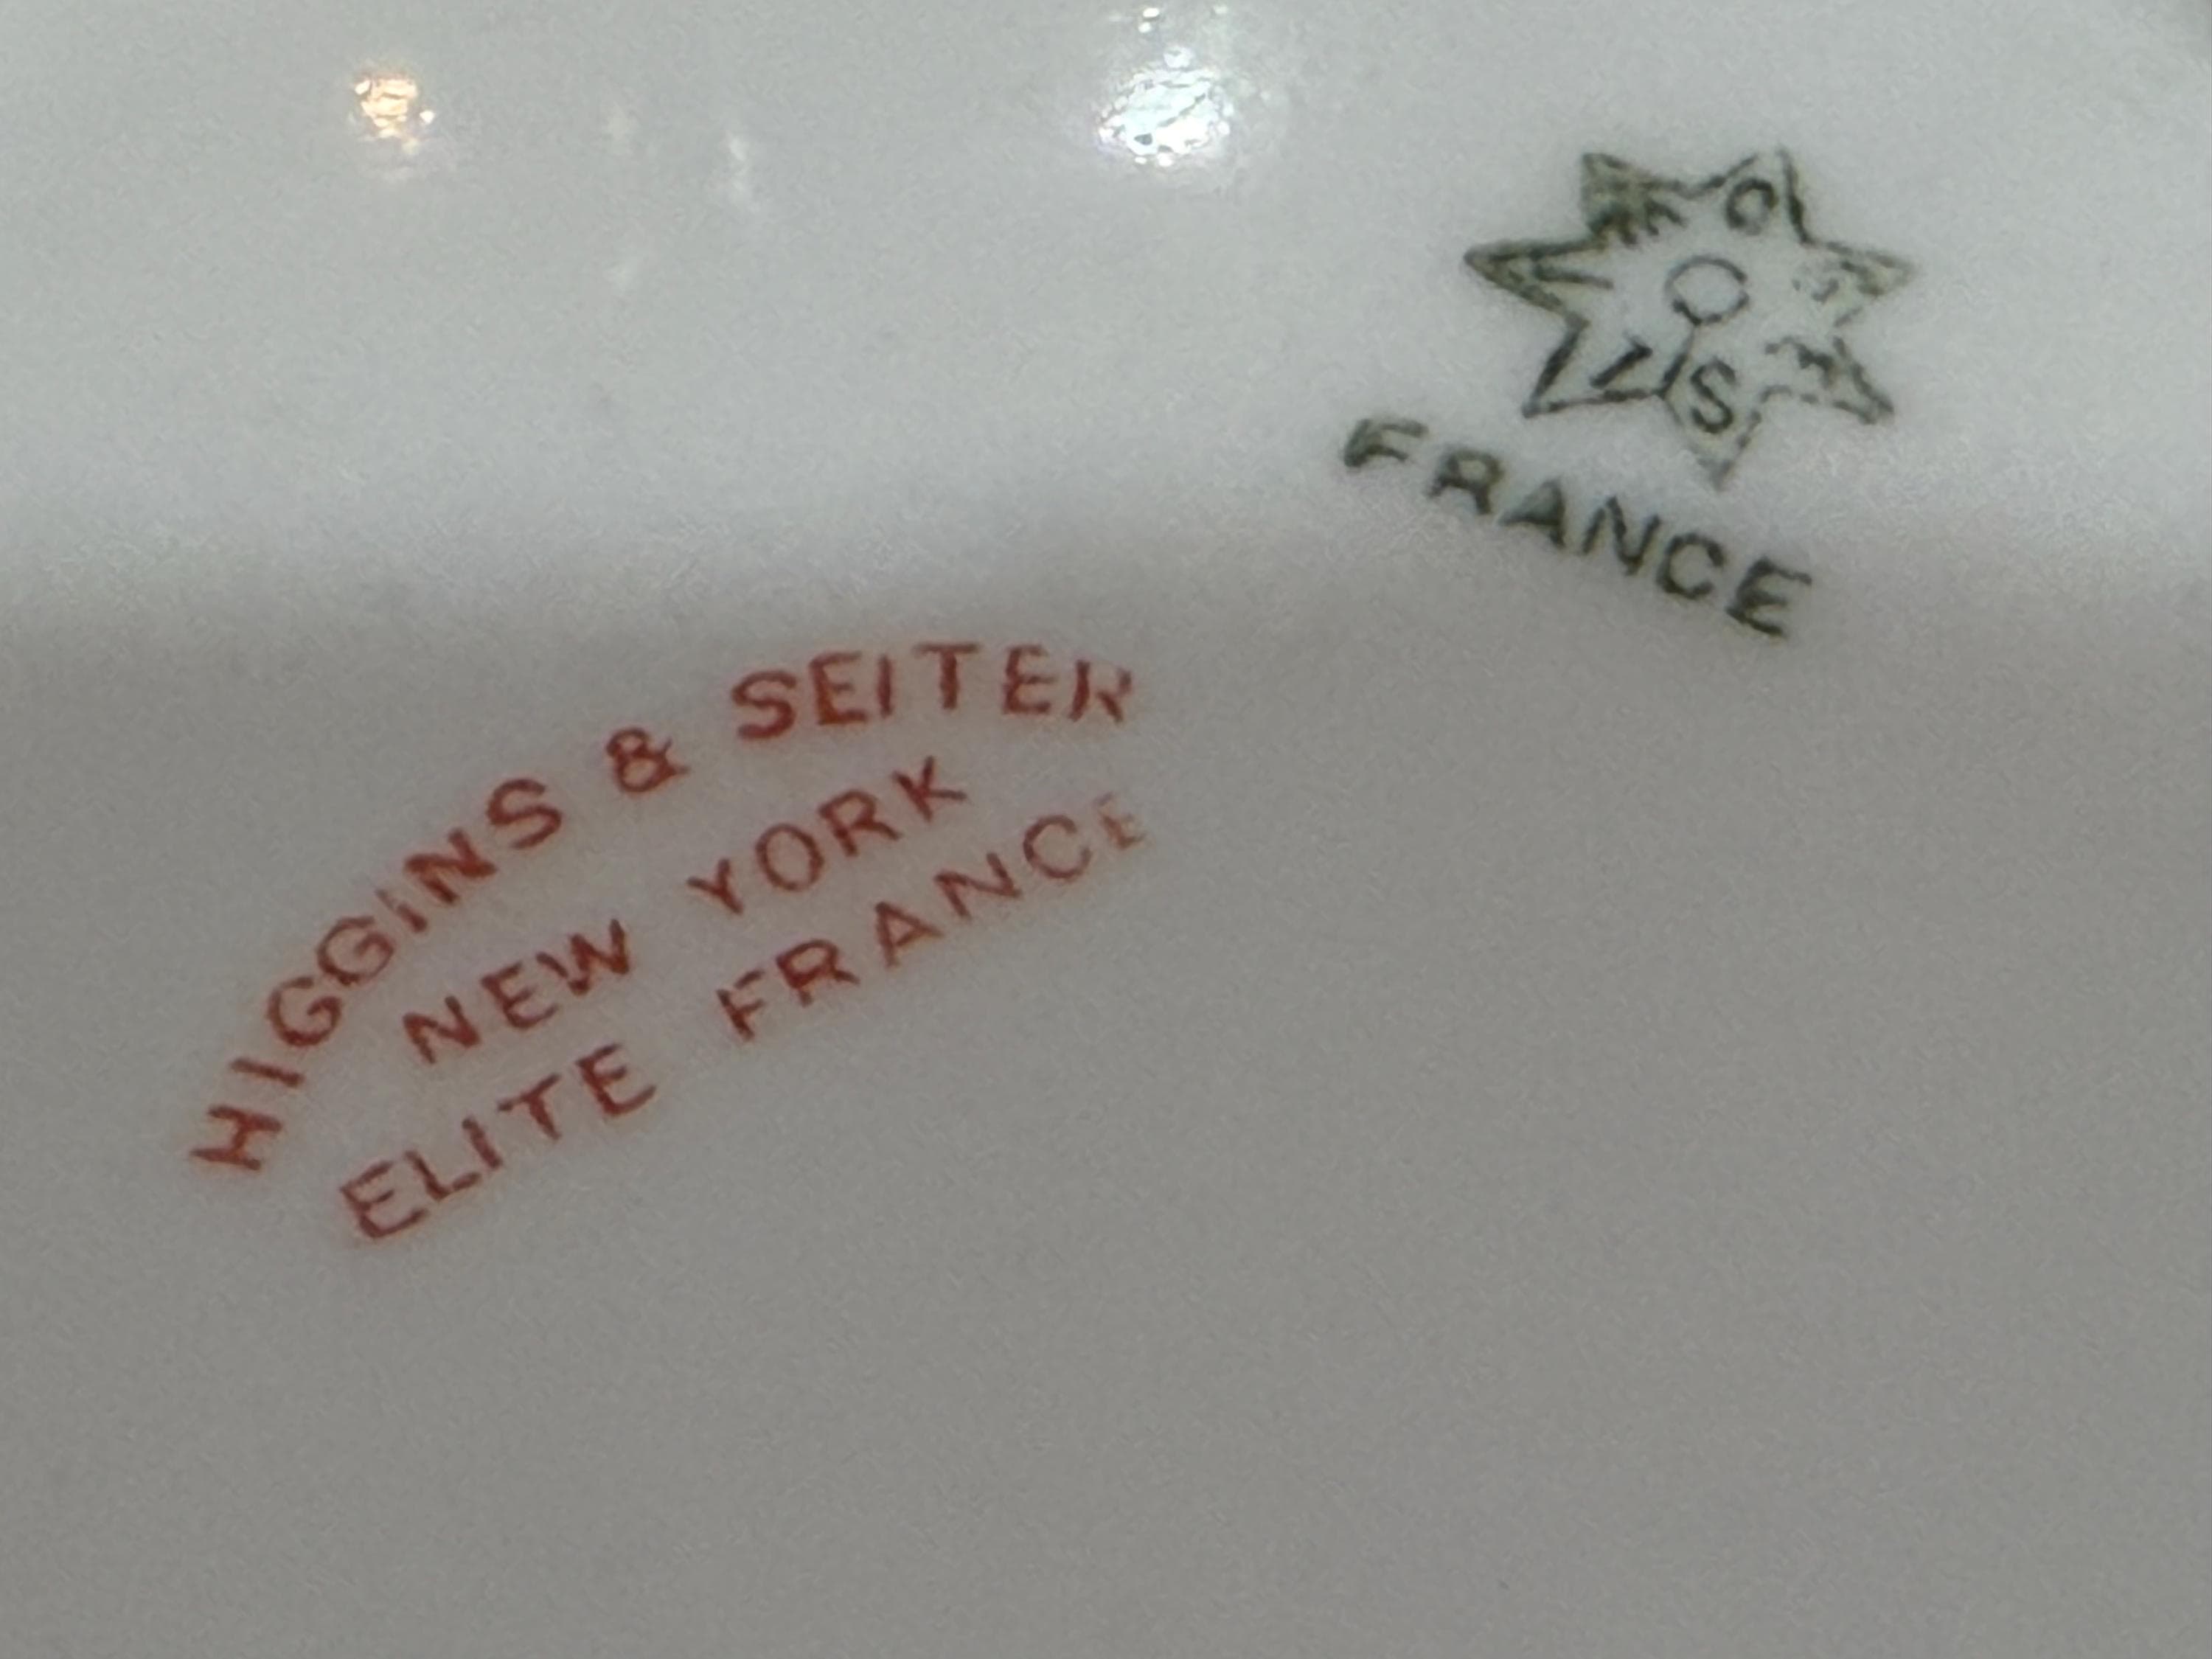 FRANCE
HIGGINS & SEITER
NEW YORK
ELITE FRANCE